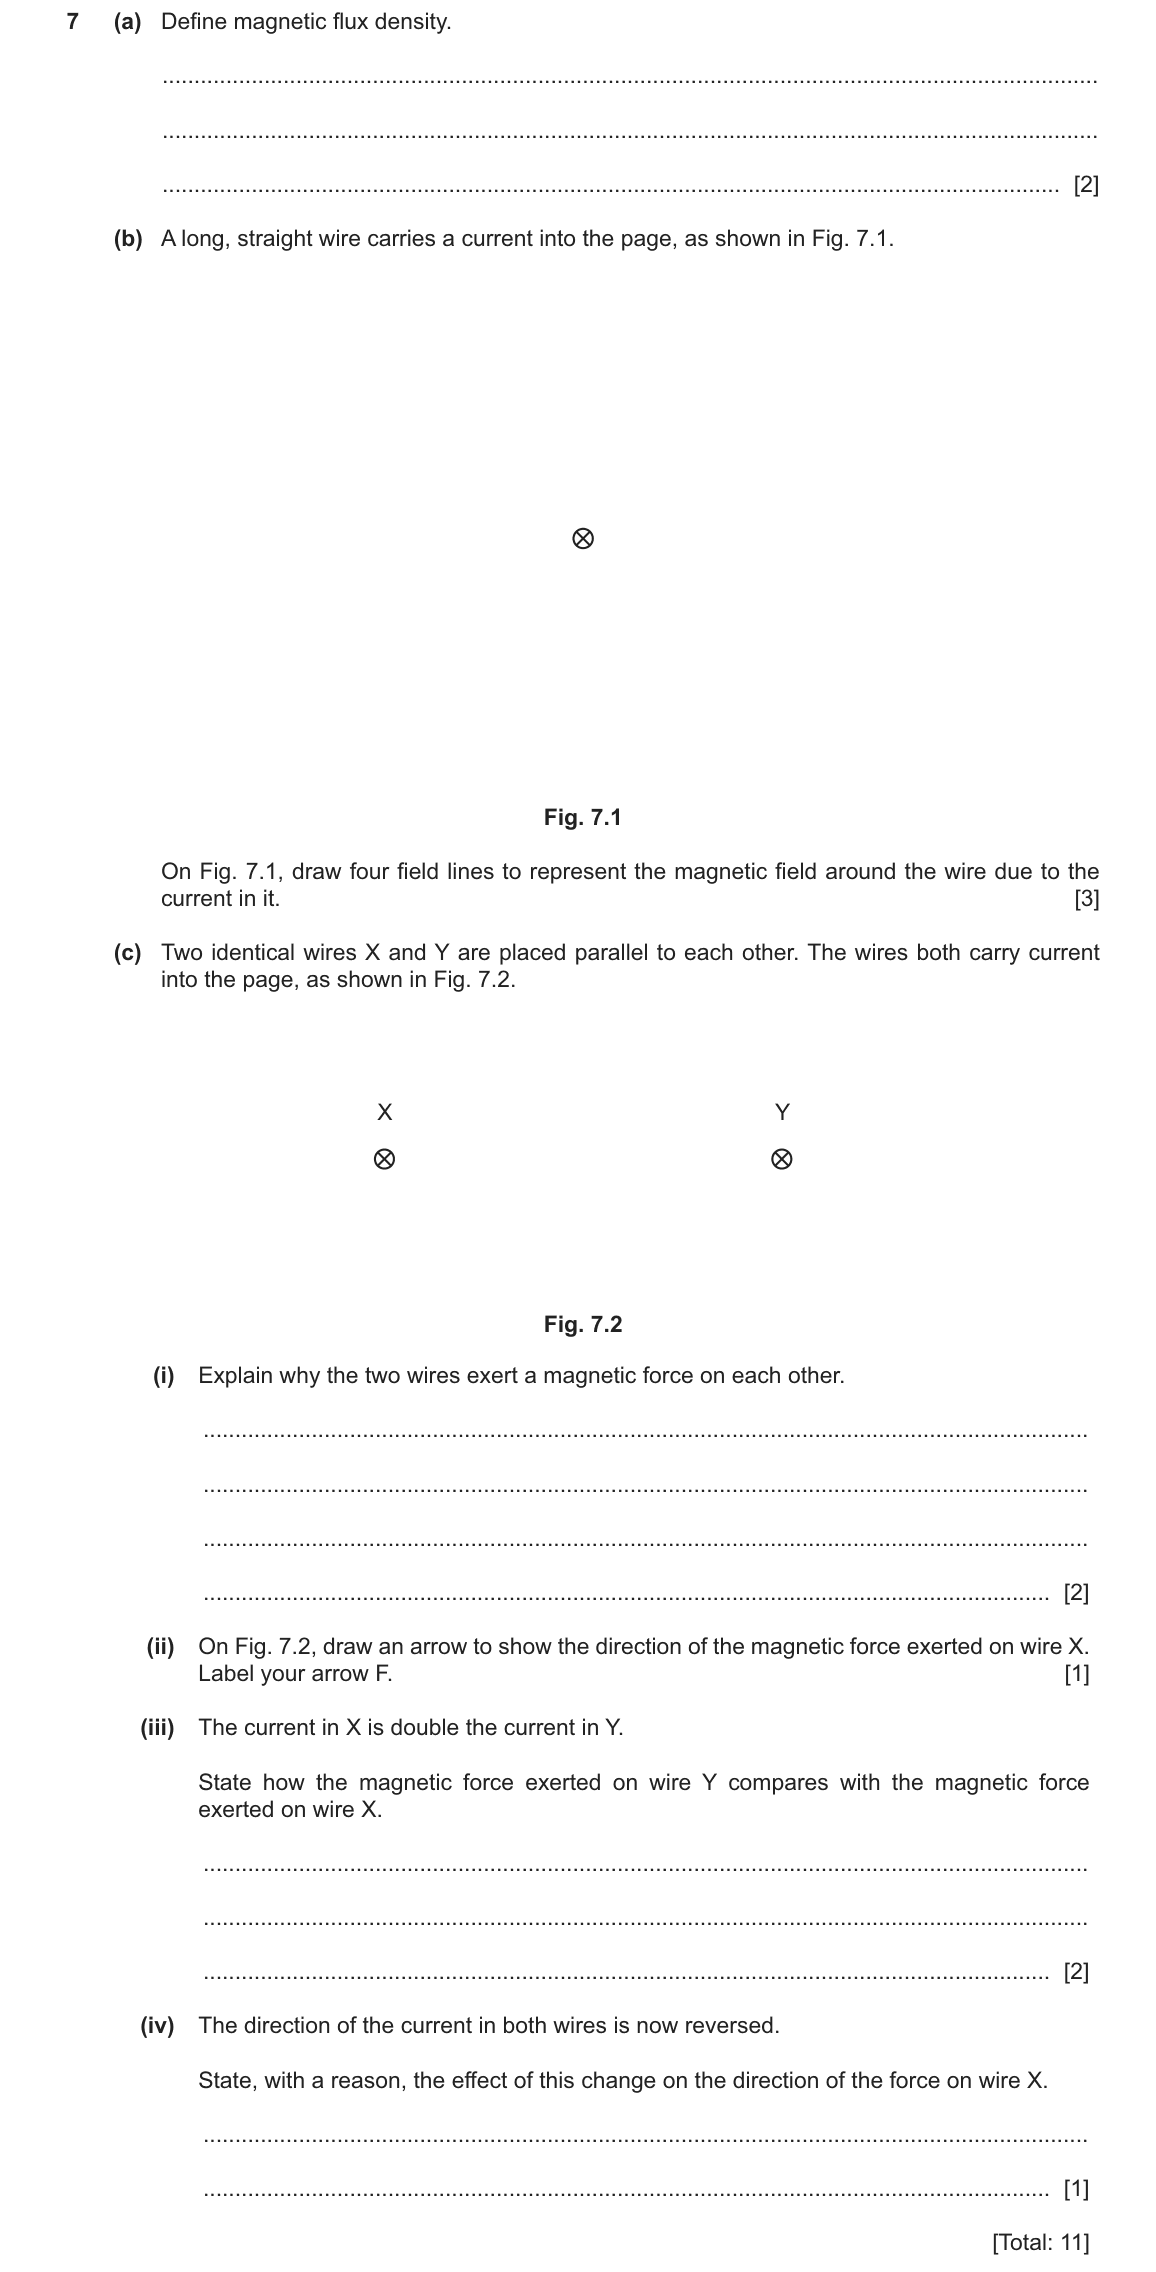 7 (a) Define magnetic flux density.
[2]
(b) A long, straight wire carries a current into the page, as shown in Fig. 7.1.
Fig. 7.1
On Fig. 7.1, draw four field lines to represent the magnetic field around the wire due to the
current in it. [3]
(c) Two identical wires X and Y are placed parallel to each other. The wires both carry current
into the page, as shown in Fig. 7.2.
X Y
Fig. 7.2
(i) Explain why the two wires exert a magnetic force on each other.
[2]
(ii) On Fig. 7.2, draw an arrow to show the direction of the magnetic force exerted on wire X.
Label your arrow F. [1]
(iii) The current in X is double the current in Y.
State how the magnetic force exerted on wire Y compares with the magnetic force
exerted on wire X.
[2]
(iv) The direction of the current in both wires is now reversed.
State, with a reason, the effect of this change on the direction of the force on wire X.
[1]
[Total: 11]